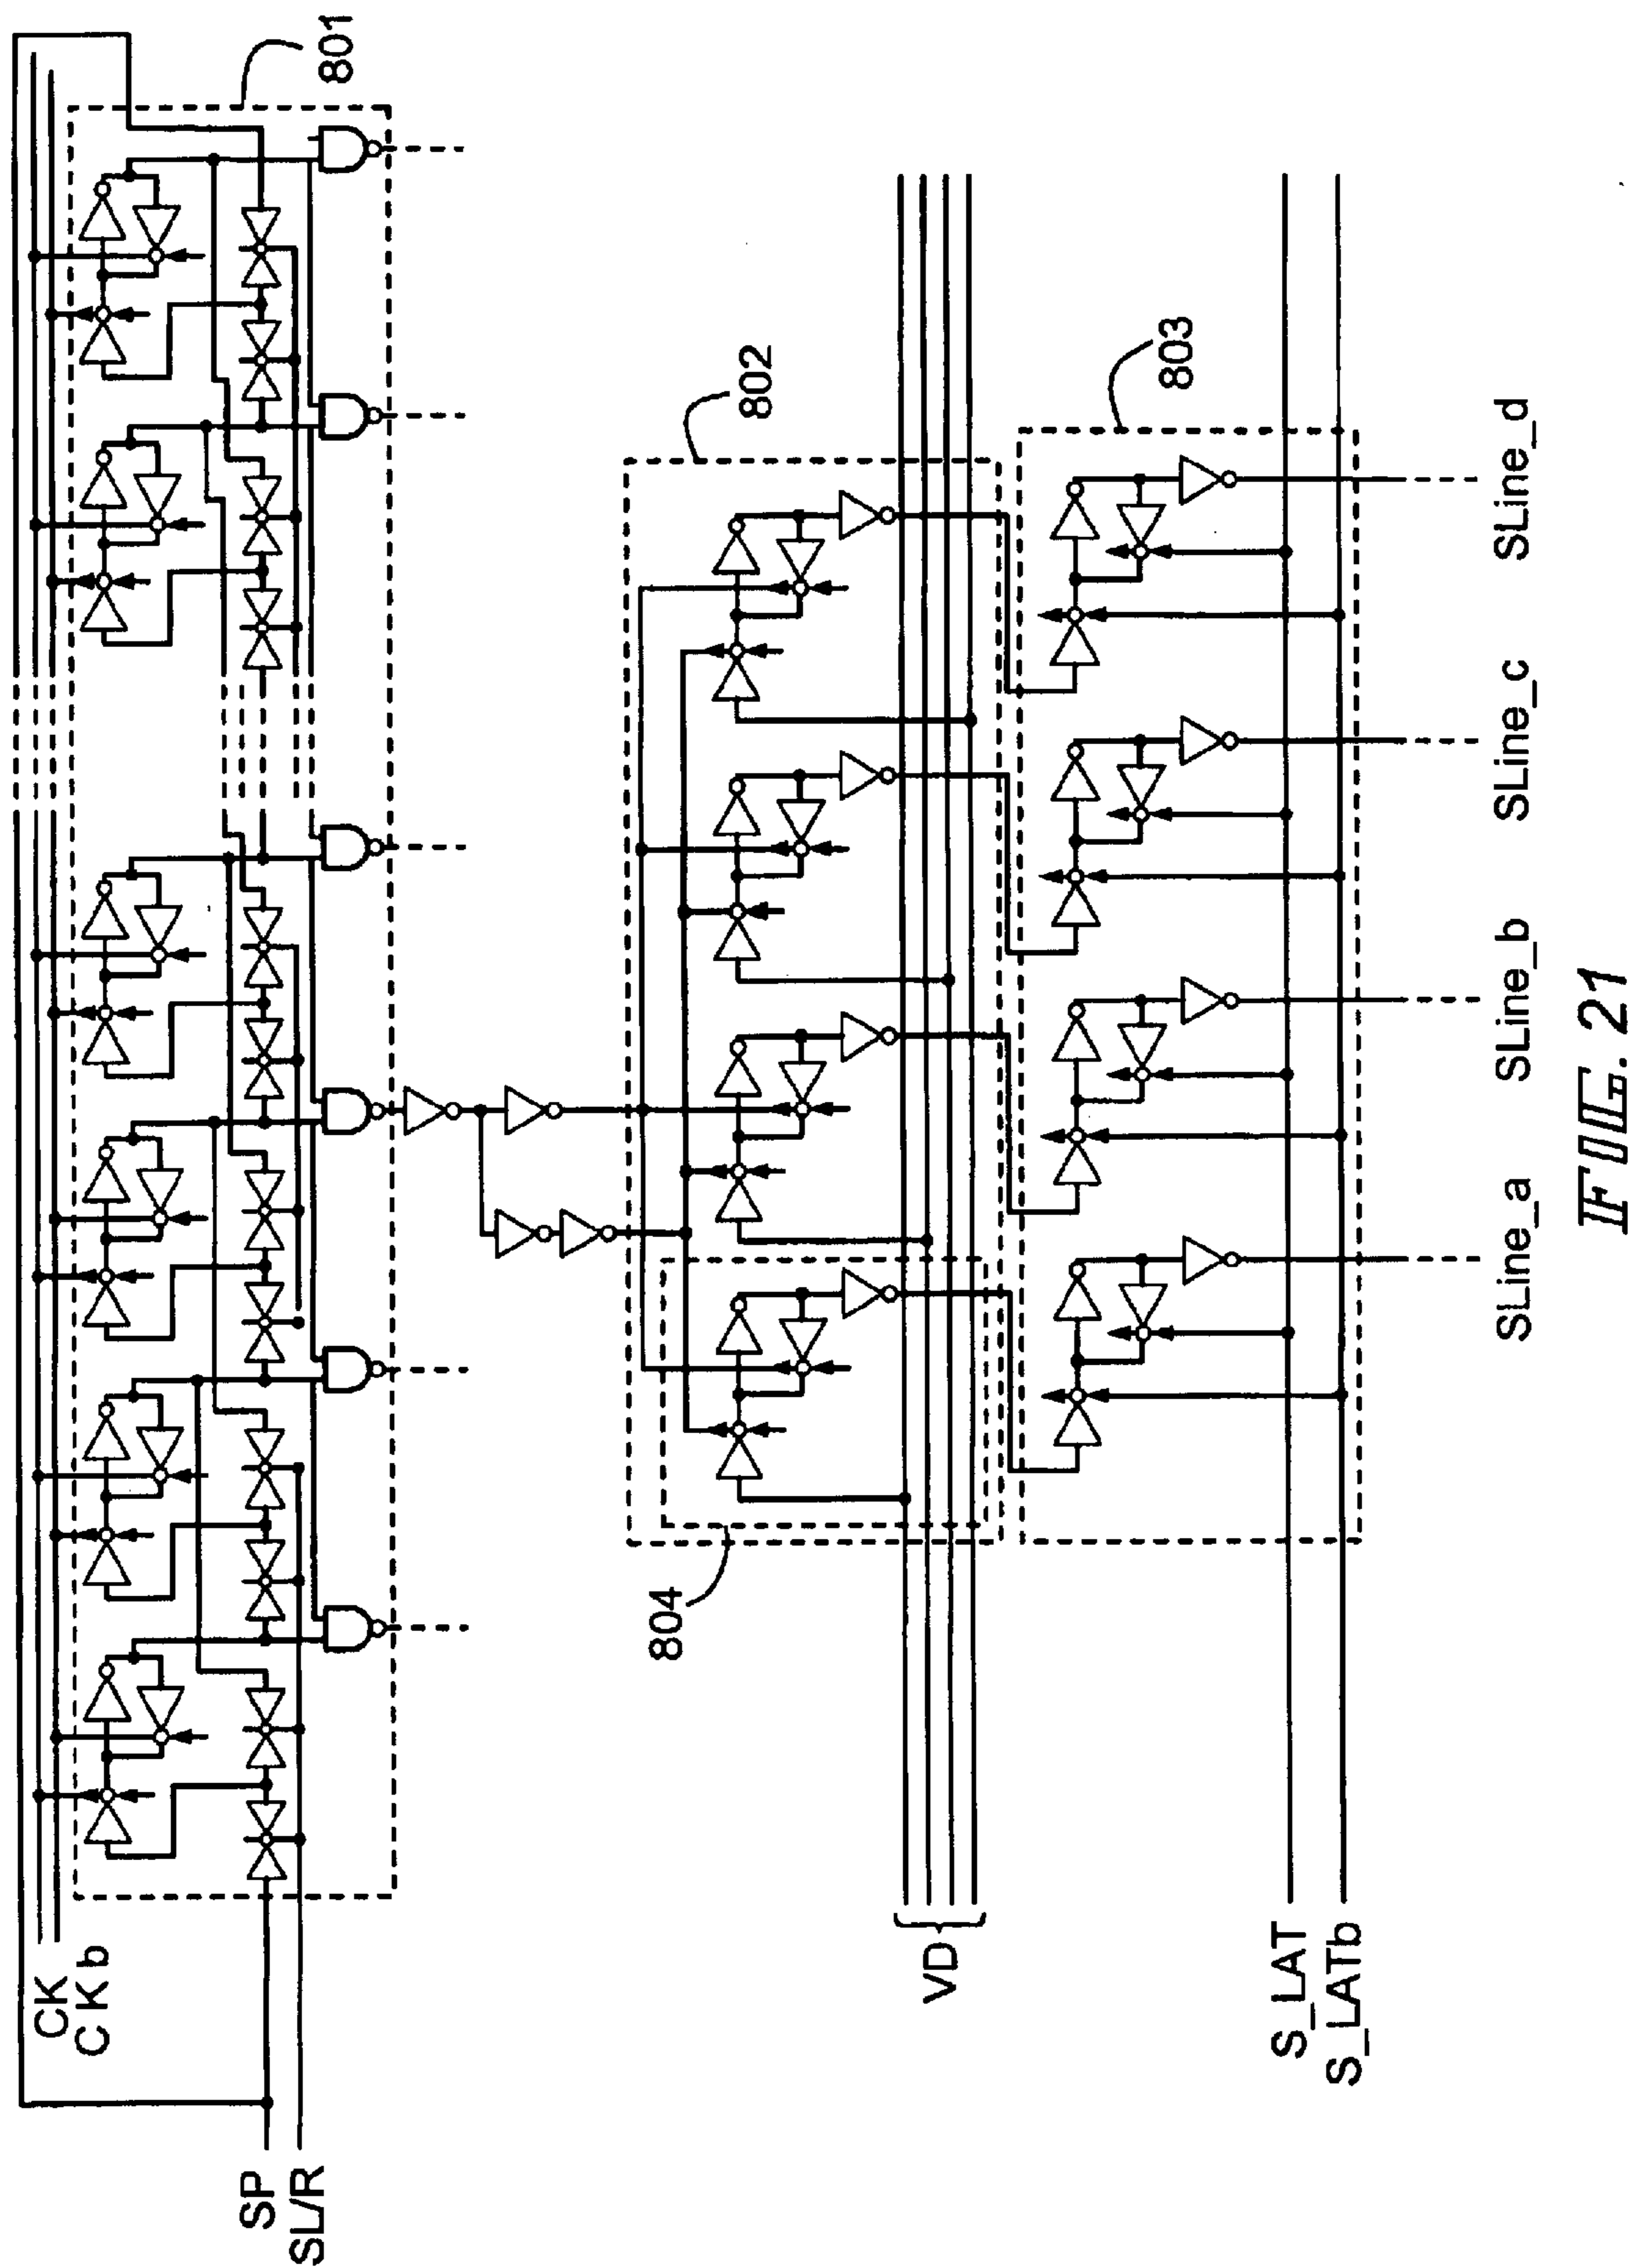 801
CK
CKb
SP
SL/R
802
804
VD
803
S_LAT
S_LATb
SLine_a
SLine_b
SLine_c
SLine_d
FIG. 21